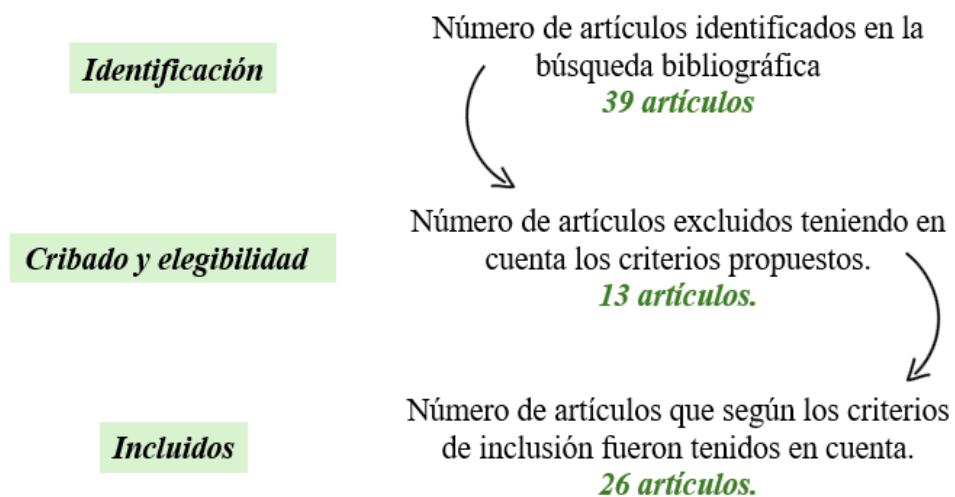 Identificación
Número de artículos identificados en la
búsqueda bibliográfica
39 artículos
Cribado y elegibilidad
Número de artículos excluidos teniendo en
cuenta los criterios propuestos.
13 artículos.
Incluidos
Número de artículos que según los criterios
de inclusión fueron tenidos en cuenta.
26 artículos.